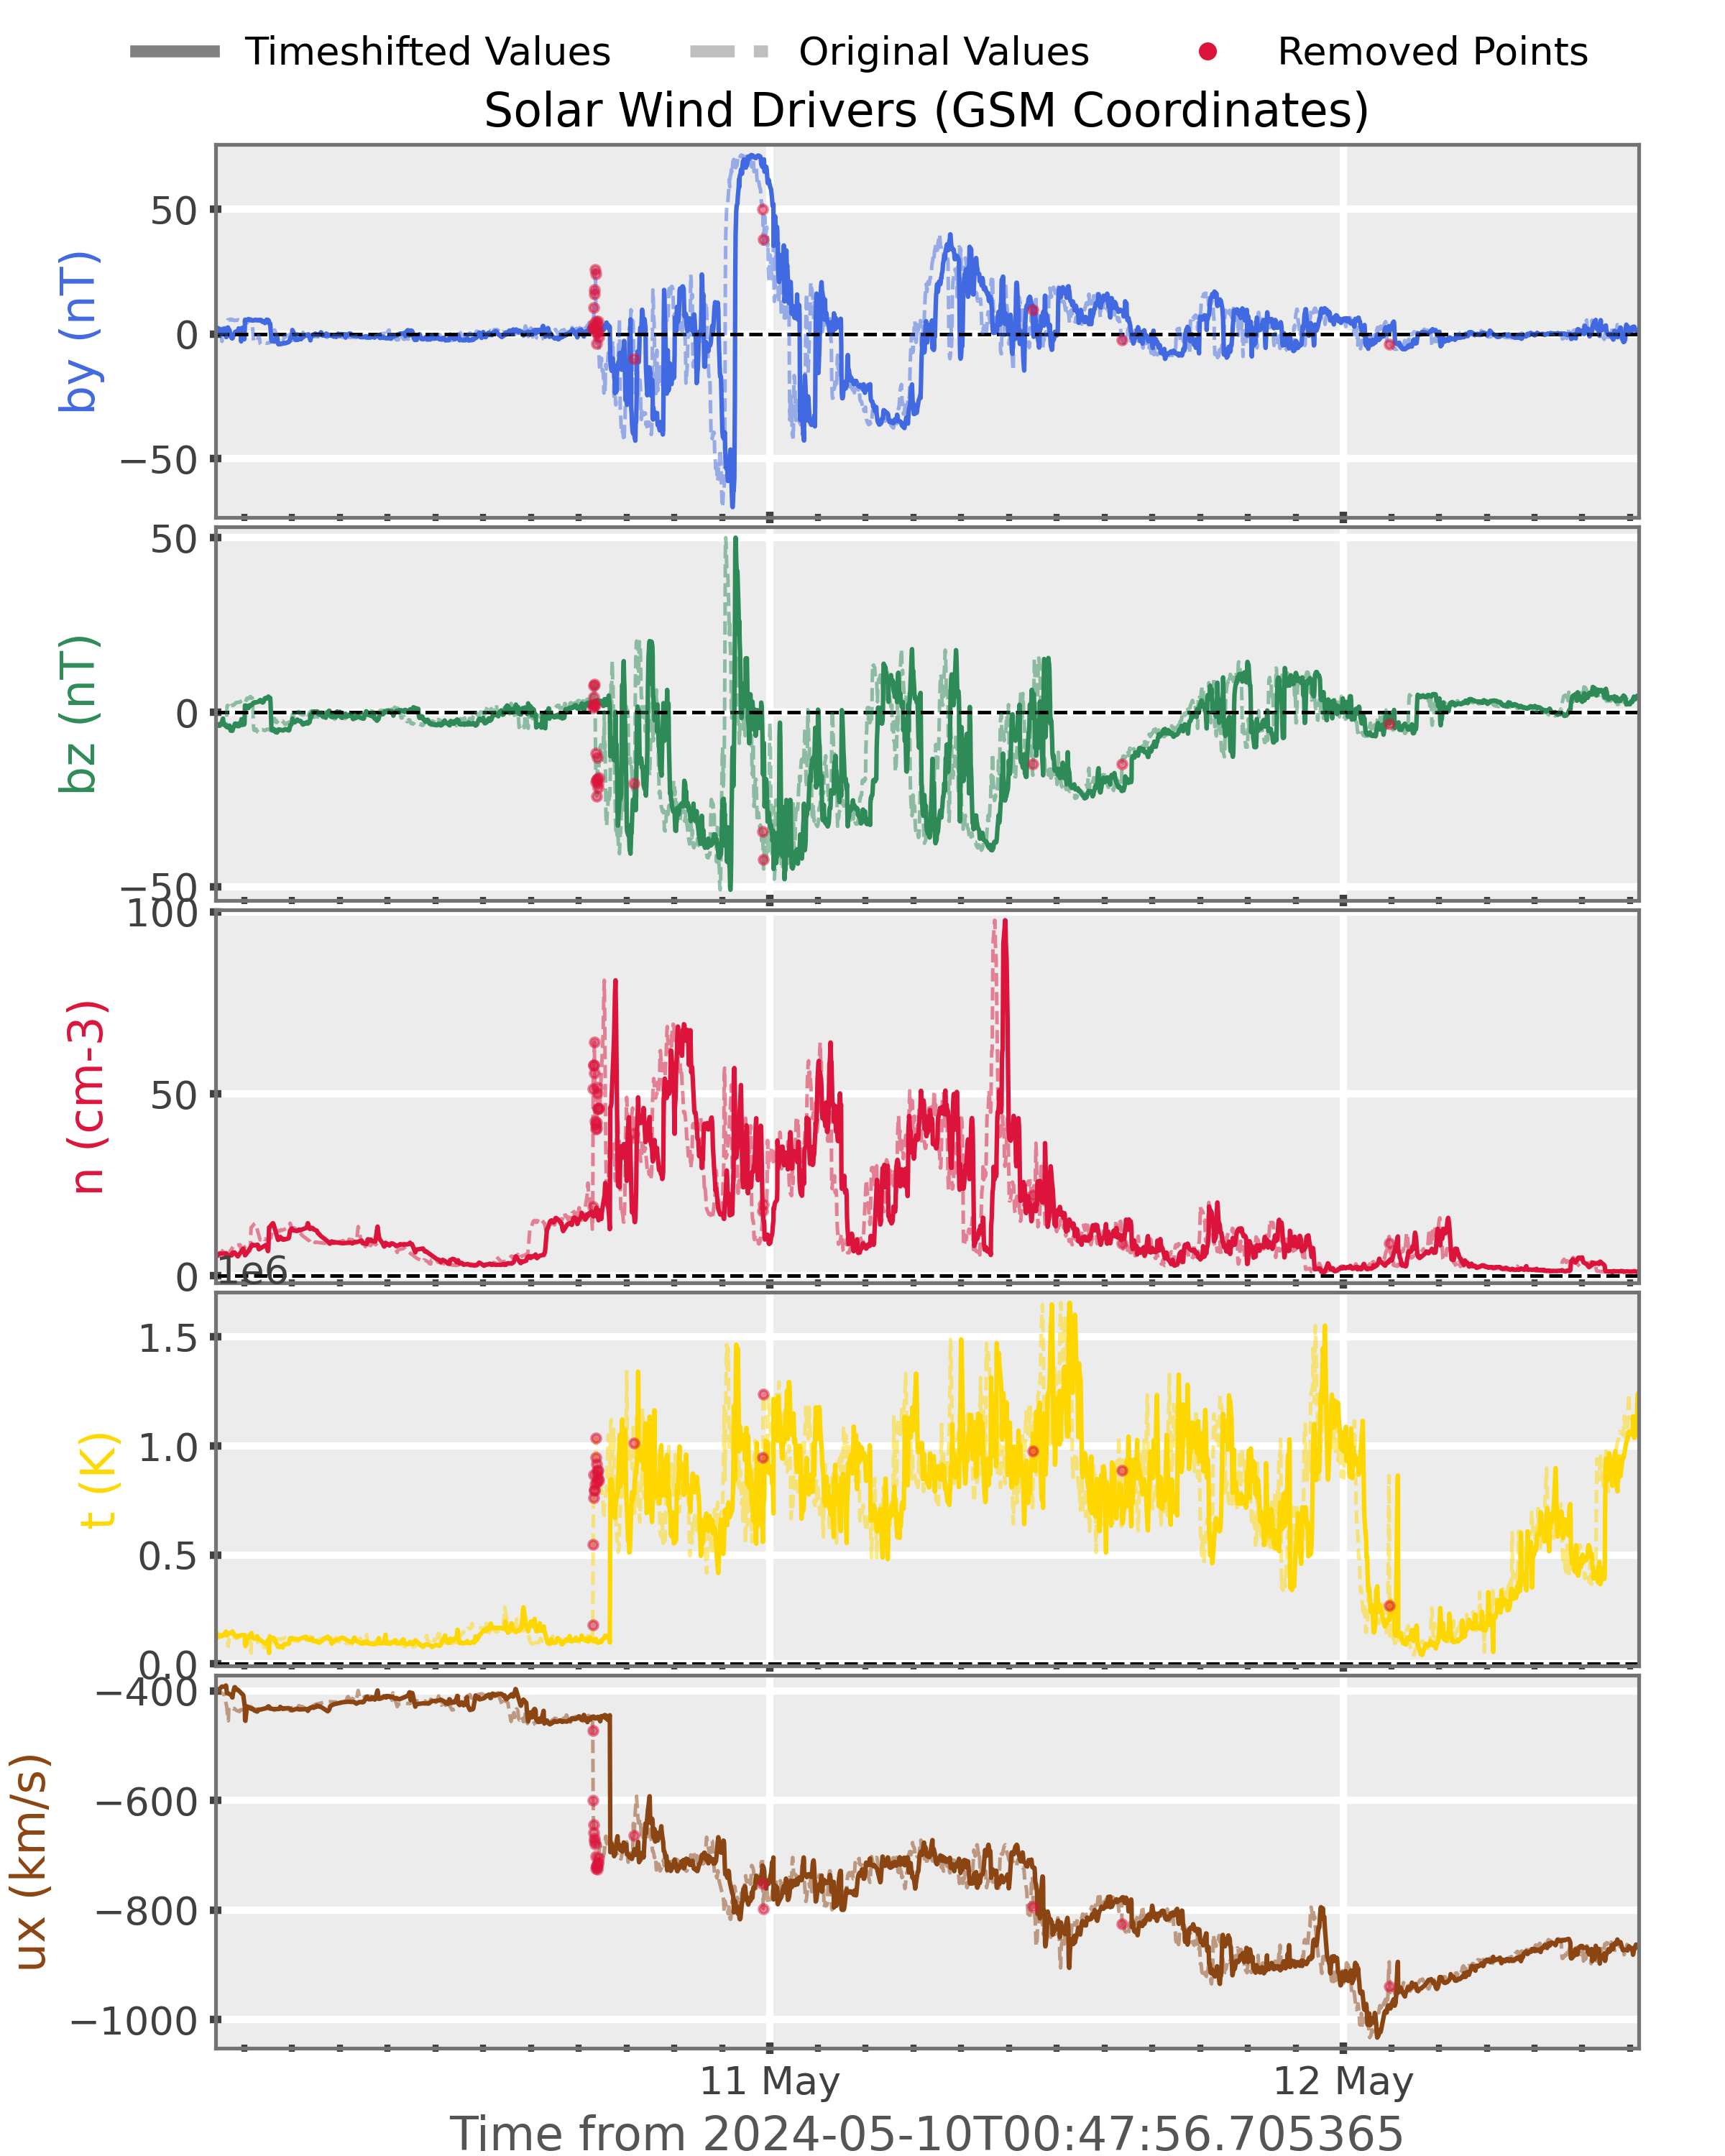 Timeshifted Values
Original Values
Removed Points
Solar Wind Drivers (GSM Coordinates)
by (nT)
50
0
−50
bz (nT)
50
0
−50
n (cm-3)
100
50
0
1e6
t (K)
1.5
1.0
0.5
0.0
ux (km/s)
−400
−600
−800
−1000
11 May
12 May
Time from 2024-05-10T00:47:56.705365